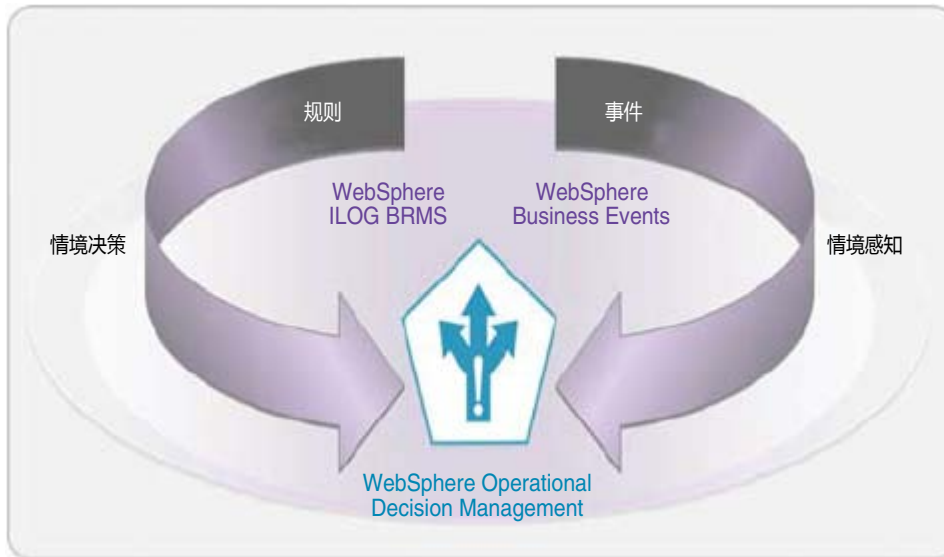 规则
事件
WebSphere
ILOG BRMS
WebSphere
Business Events
情境决策
情境感知
WebSphere Operational
Decision Management